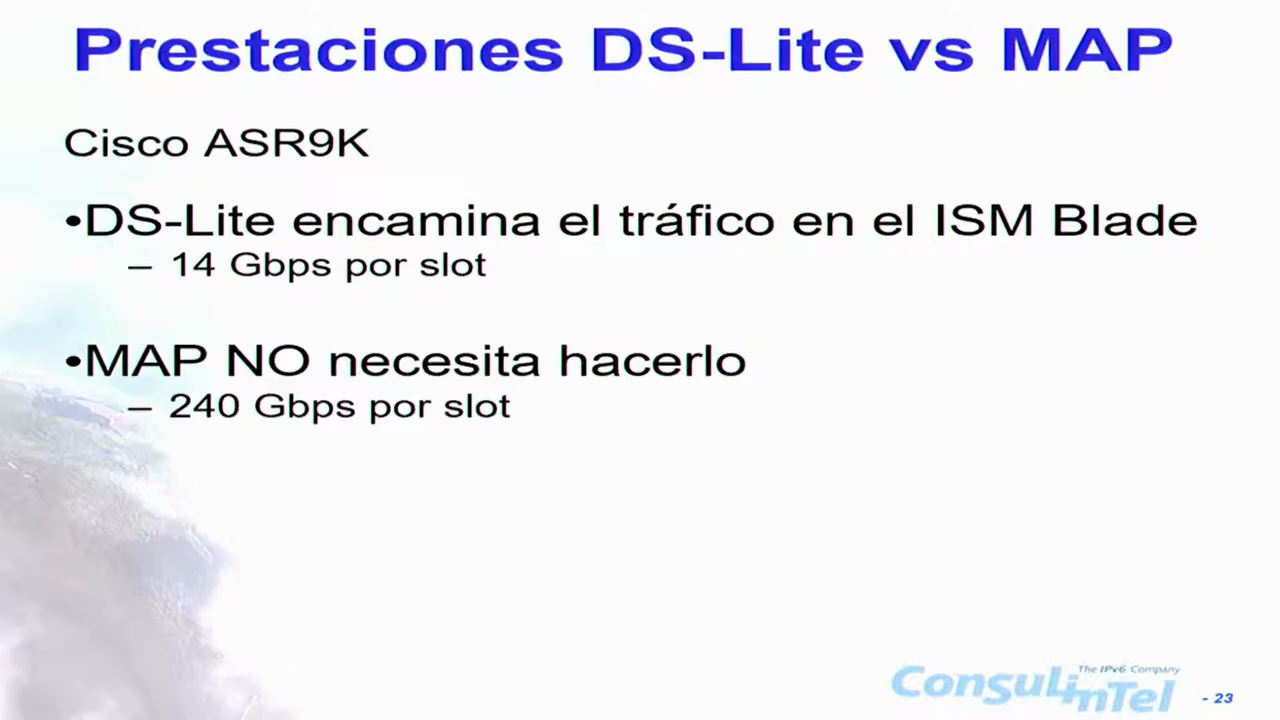 Prestaciones DS-Lite vs MAP
Cisco ASR9K
•DS-Lite encamina el tráfico en el ISM Blade
– 14 Gbps por slot
•MAP NO necesita hacerlo
– 240 Gbps por slot
The IPv6 Company
ConsulinTel
- 23